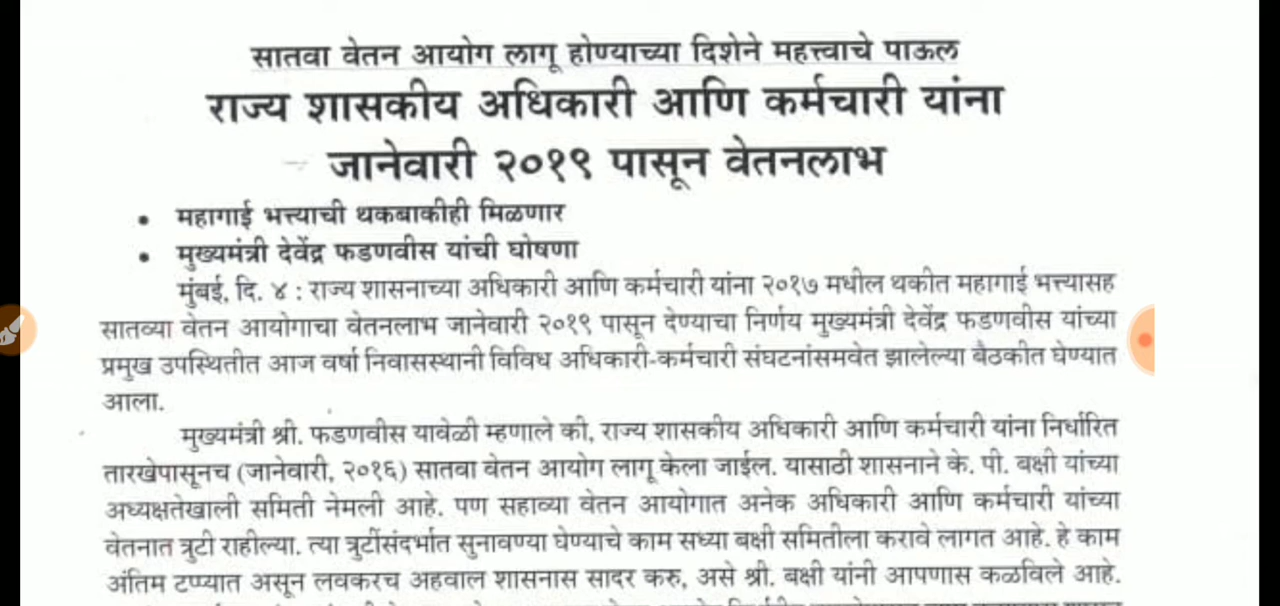 सातवा वेतन आयोग लागू होण्याच्या दिशेने महत्त्वाचे पाऊल
राज्य शासकीय अधिकारी आणि कर्मचारी यांना
जानेवारी २०१९ पासून वेतनलाभ
• महागाई भत्त्याची थकबाकीही मिळणार
• मुख्यमंत्री देवेंद्र फडणवीस यांची घोषणा
मुंबई, दि. ४ : राज्य शासनाच्या अधिकारी आणि कर्मचारी यांना २०१७ मधील थकीत महागाई भत्त्यासह
सातव्या वेतन आयोगाचा वेतनलाभ जानेवारी २०१९ पासून देण्याचा निर्णय मुख्यमंत्री देवेंद्र फडणवीस यांच्या
प्रमुख उपस्थितीत आज वर्षा निवासस्थानी विविध अधिकारी-कर्मचारी संघटनांसमवेत झालेल्या बैठकीत घेण्यात
आला.
मुख्यमंत्री श्री. फडणवीस यावेळी म्हणाले की, राज्य शासकीय अधिकारी आणि कर्मचारी यांना निर्धारित
तारखेपासूनच (जानेवारी, २०१६) सातवा वेतन आयोग लागू केला जाईल. यासाठी शासनाने के. पी. बक्षी यांच्या
अध्यक्षतेखाली समिती नेमली आहे. पण सहाव्या वेतन आयोगात अनेक अधिकारी आणि कर्मचारी यांच्या
वेतनात त्रुटी राहील्या. त्या त्रुटींसंदर्भात सुनावण्या घेण्याचे काम सध्या बक्षी समितीला करावे लागत आहे. हे काम
अंतिम टप्प्यात असून लवकरच अहवाल शासनास सादर करु, असे श्री. बक्षी यांनी आपणास कळविले आहे.